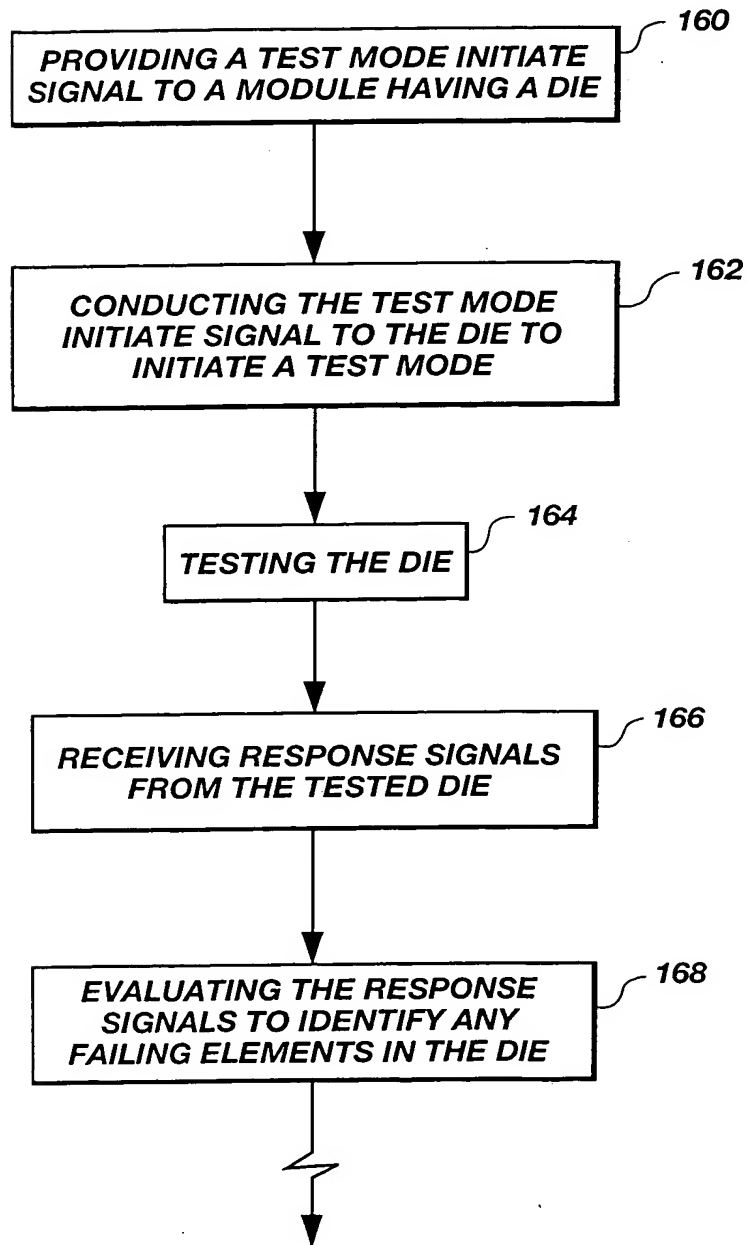 160
PROVIDING A TEST MODE INITIATE
SIGNAL TO A MODULE HAVING A DIE
162
CONDUCTING THE TEST MODE
INITIATE SIGNAL TO THE DIE TO
INITIATE A TEST MODE
164
TESTING THE DIE
166
RECEIVING RESPONSE SIGNALS
FROM THE TESTED DIE
168
EVALUATING THE RESPONSE
SIGNALS TO IDENTIFY ANY
FAILING ELEMENTS IN THE DIE